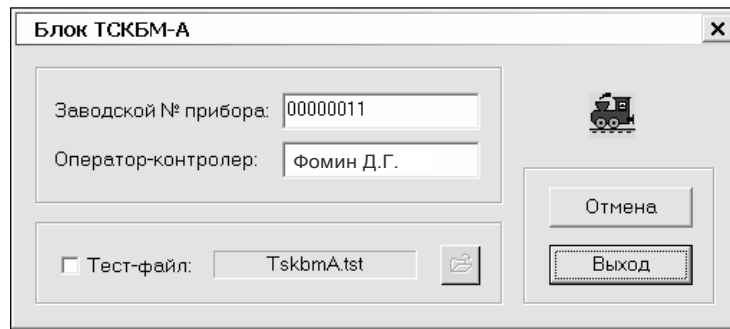 Блок ТСКБМ-А
Заводской № прибора: 00000011
Оператор-контролер: Фомин Д.Г.
Отмена
Тест-файл: TskbmA.tst
Выход